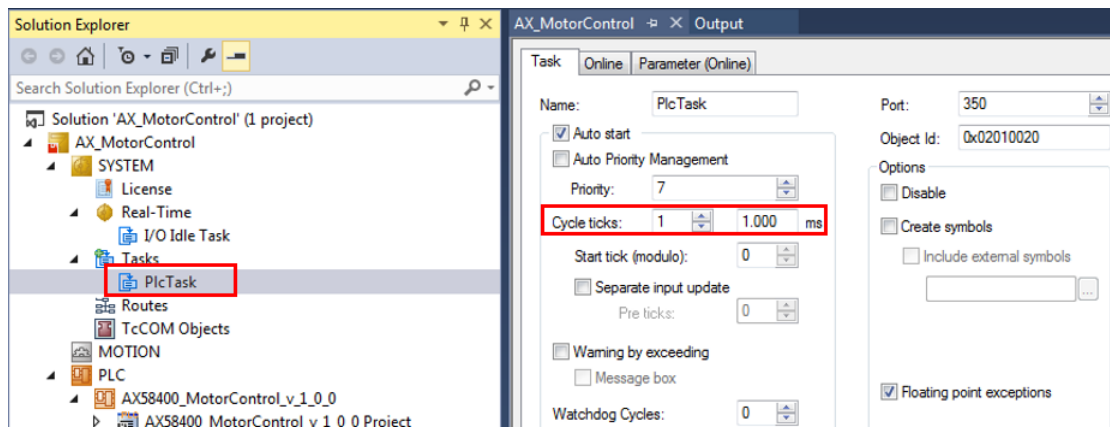 Solution Explorer
Search Solution Explorer (Ctrl+;)
Solution 'AX_MotorControl' (1 project)
AX_MotorControl
SYSTEM
License
Real-Time
I/O Idle Task
Tasks
PlcTask
Routes
TcCOM Objects
MOTION
PLC
AX58400_MotorControl_v_1_0_0
AX58400_MotorControl_v_1_0_0 Project
AX_MotorControl Output
Task Online Parameter (Online)
Name: PlcTask Port: 350
Auto start Object Id: 0x02010020
Auto Priority Management Options
Priority: 7 Disable
Cycle ticks: 1 1.000 ms Create symbols
Start tick (modulo): 0 Include external symbols
Separate input update ...
Pre ticks: 0
Warning by exceeding
Message box Floating point exceptions
Watchdog Cycles: 0